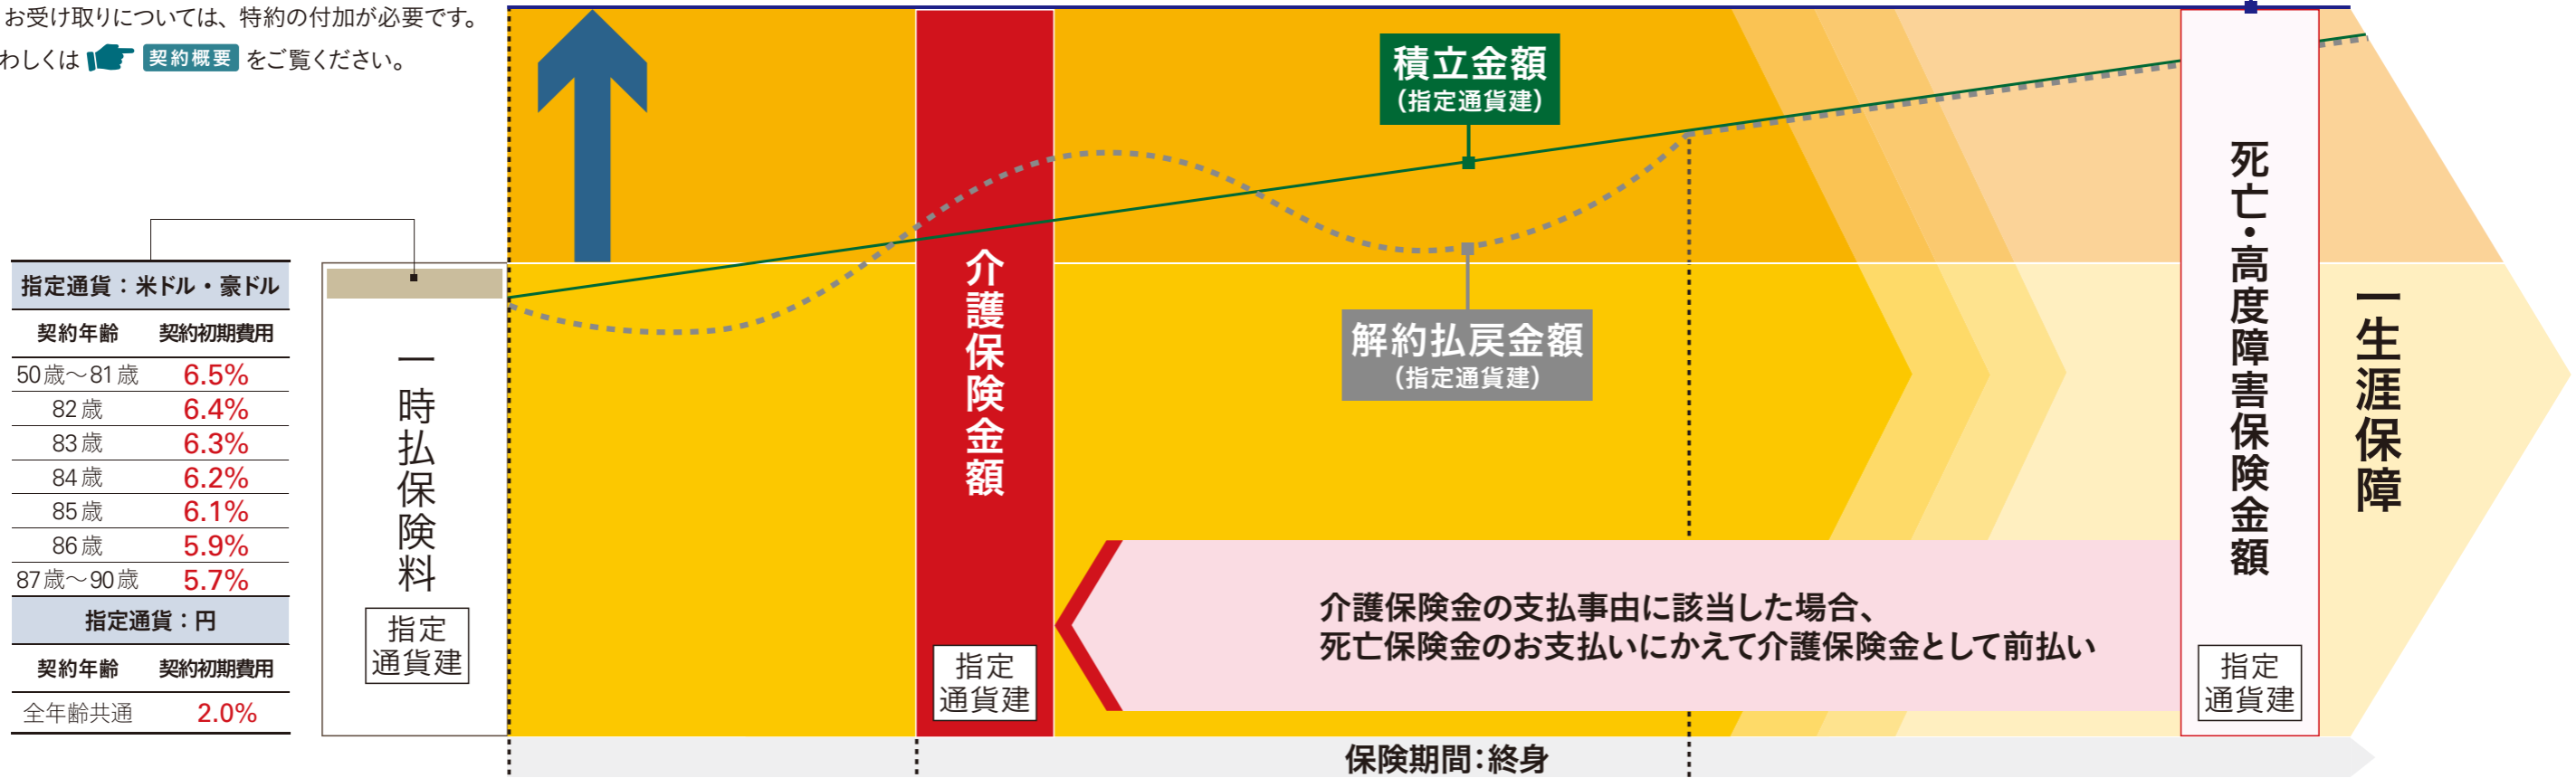 お受け取りについては、特約の付加が必要です。
わしくは 契約概要 をご覧ください。
指定通貨：米ドル・豪ドル
契約年齢 契約初期費用
50歳～81歳 6.5%
82歳 6.4%
83歳 6.3%
84歳 6.2%
85歳 6.1%
86歳 5.9%
87歳～90歳 5.7%
指定通貨：円
契約年齢 契約初期費用
全年齢共通 2.0%
一時払保険料
指定
通貨建
介護保険金額
指定
通貨建
積立金額
(指定通貨建)
解約払戻金額
(指定通貨建)
介護保険金の支払事由に該当した場合、
死亡保険金のお支払いにかえて介護保険金として前払い
死亡・高度障害保険金額
指定
通貨建
一生涯保障
保険期間：終身